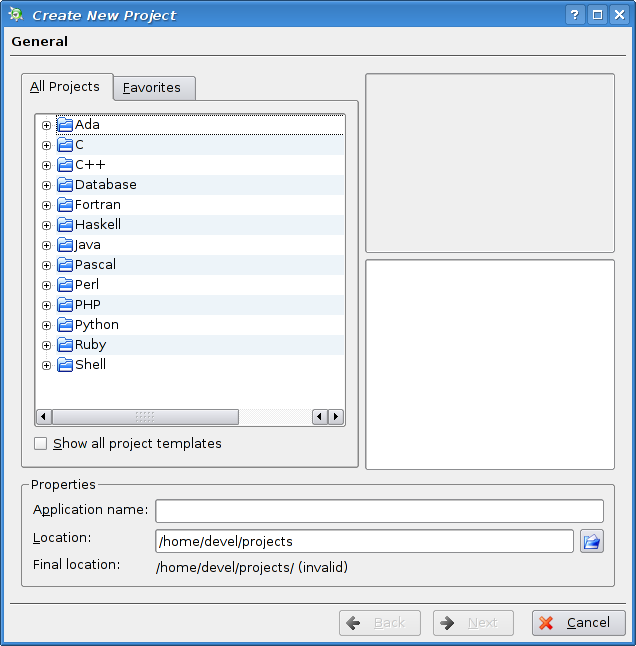 Create New Project
General
All Projects
Favorites
Ada
C
C++
Database
Fortran
Haskell
Java
Pascal
Perl
PHP
Python
Ruby
Shell
Show all project templates
Properties
Application name:
Location: /home/devel/projects
Final location: /home/devel/projects/ (invalid)
Back
Next
Cancel